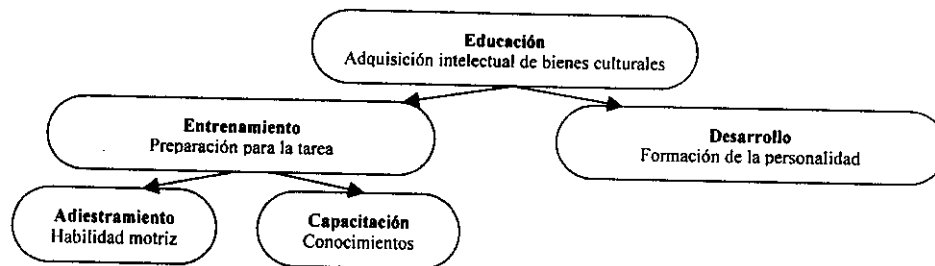 Educación
Adquisición intelectual de bienes culturales
Entrenamiento
Preparación para la tarea
Desarrollo
Formación de la personalidad
Adiestramiento
Habilidad motriz
Capacitación
Conocimientos